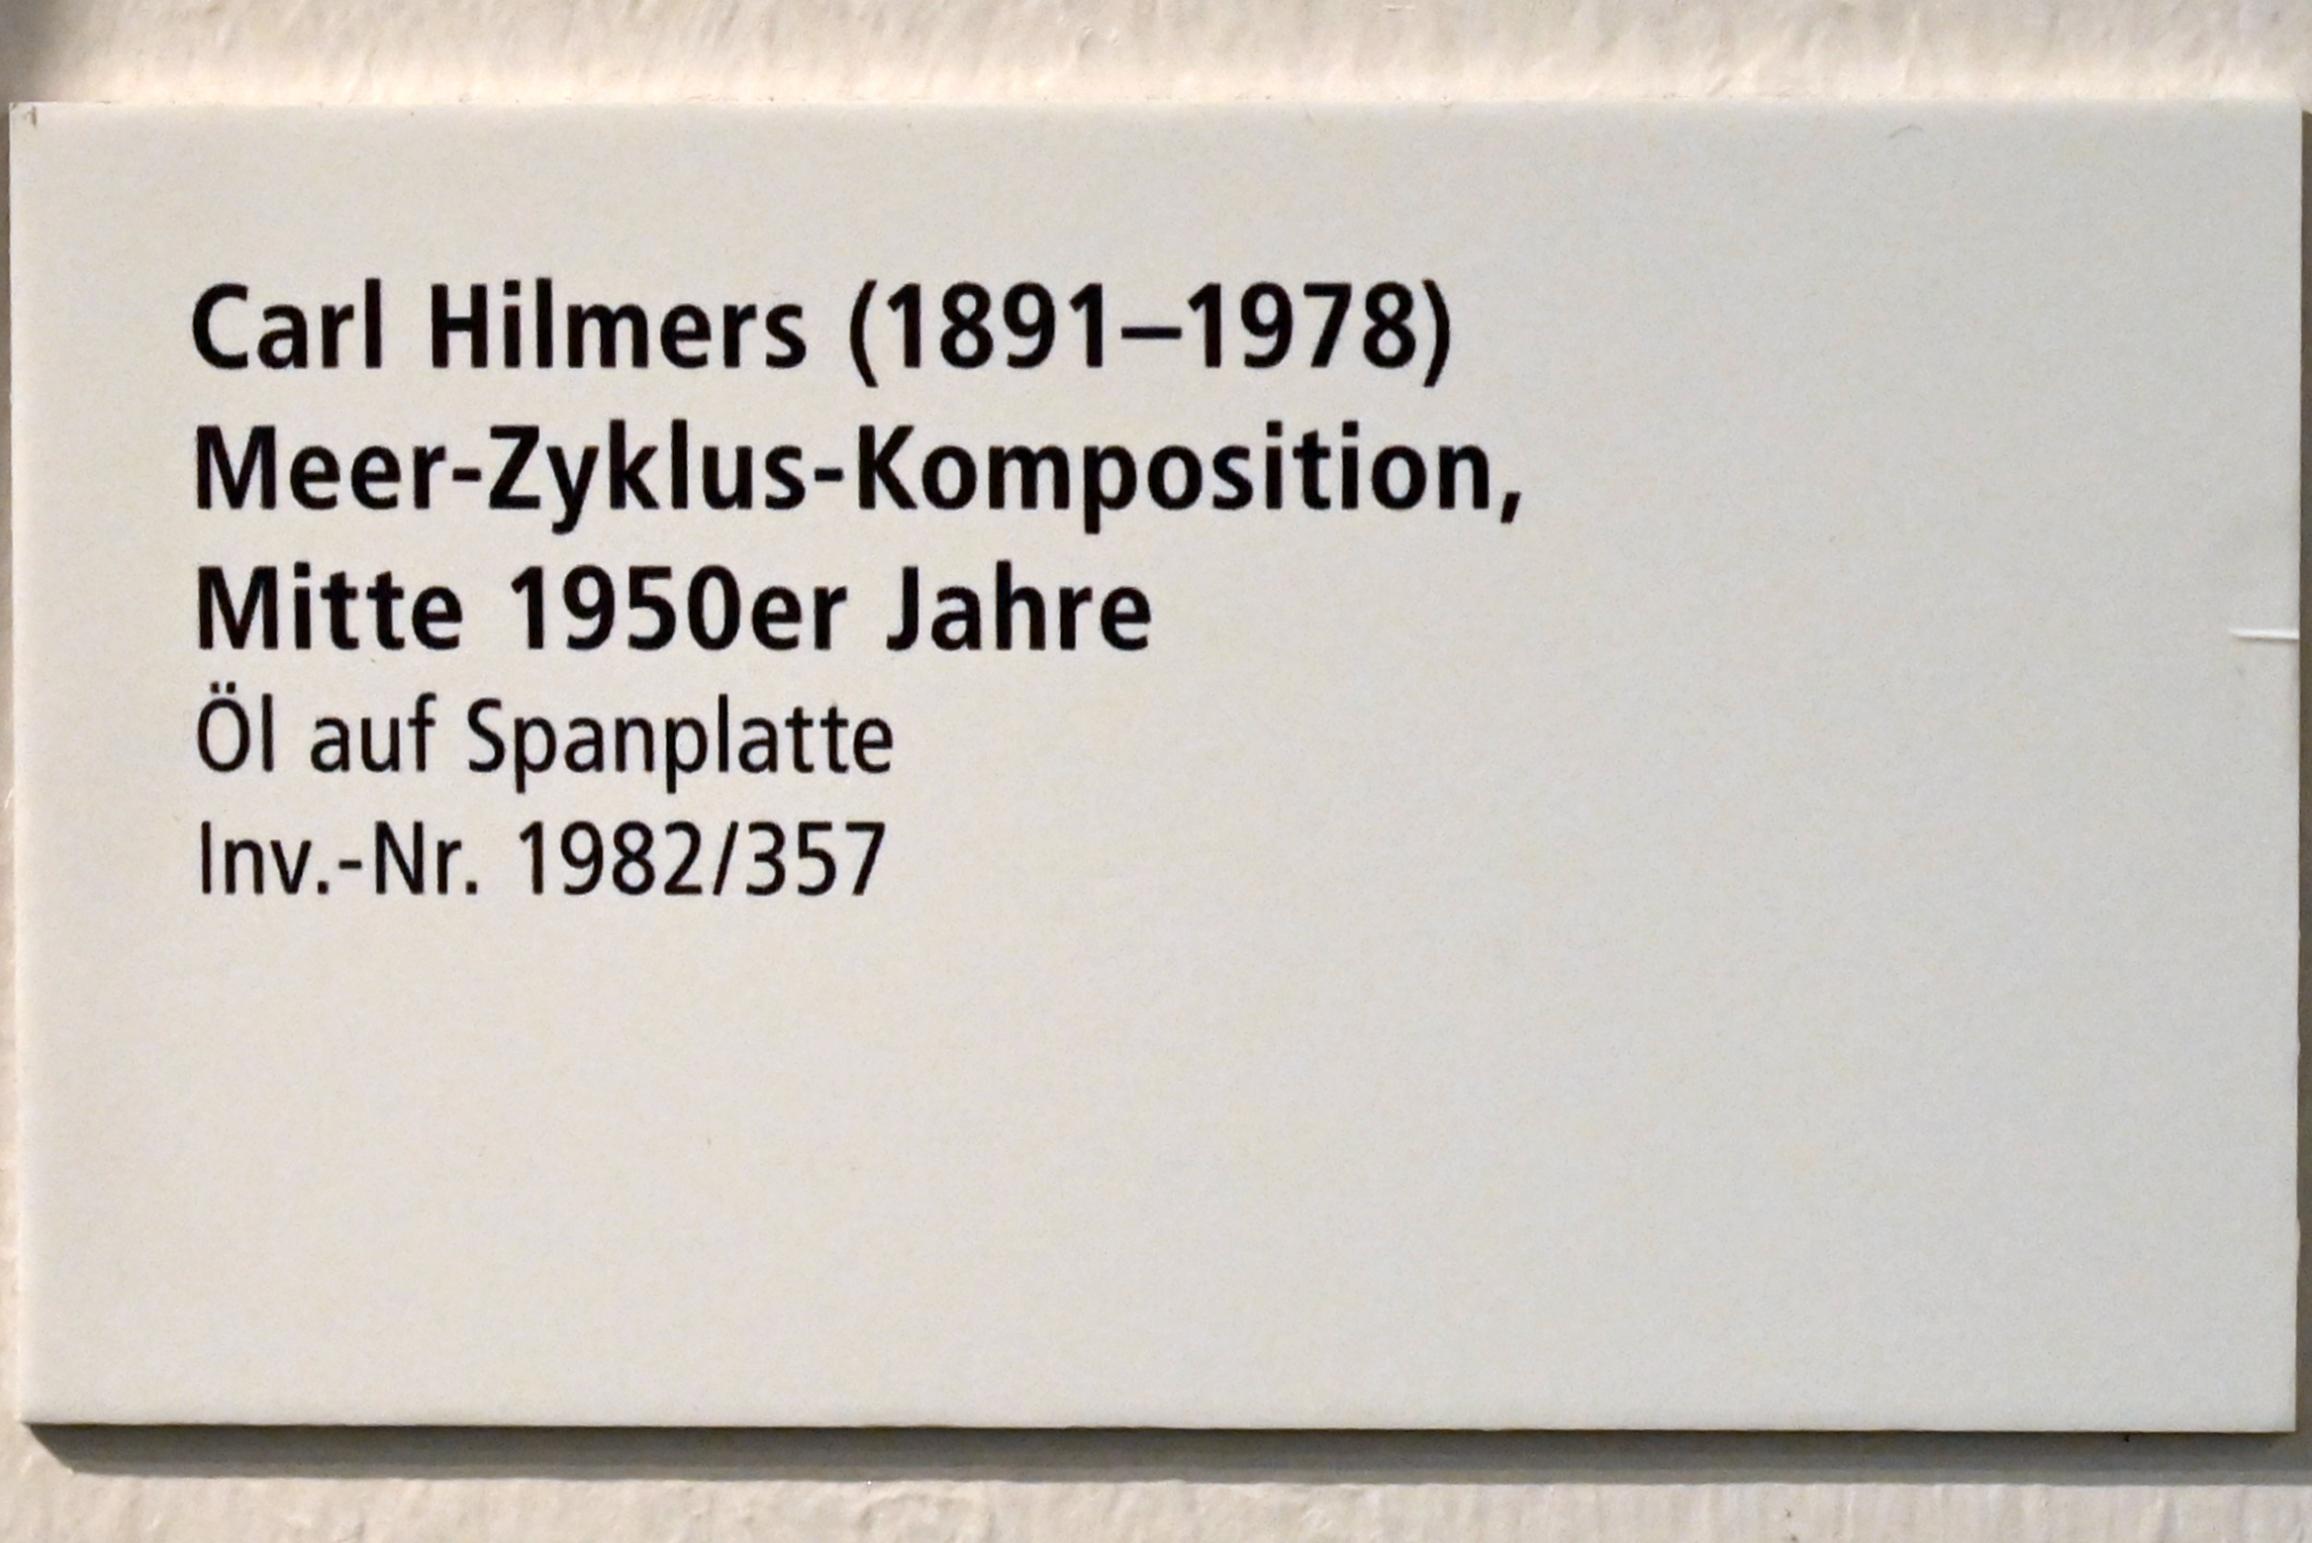 Carl Hilmers (1891–1978)
Meer-Zyklus-Komposition,
Mitte 1950er Jahre
Öl auf Spanplatte
Inv.-Nr. 1982/357